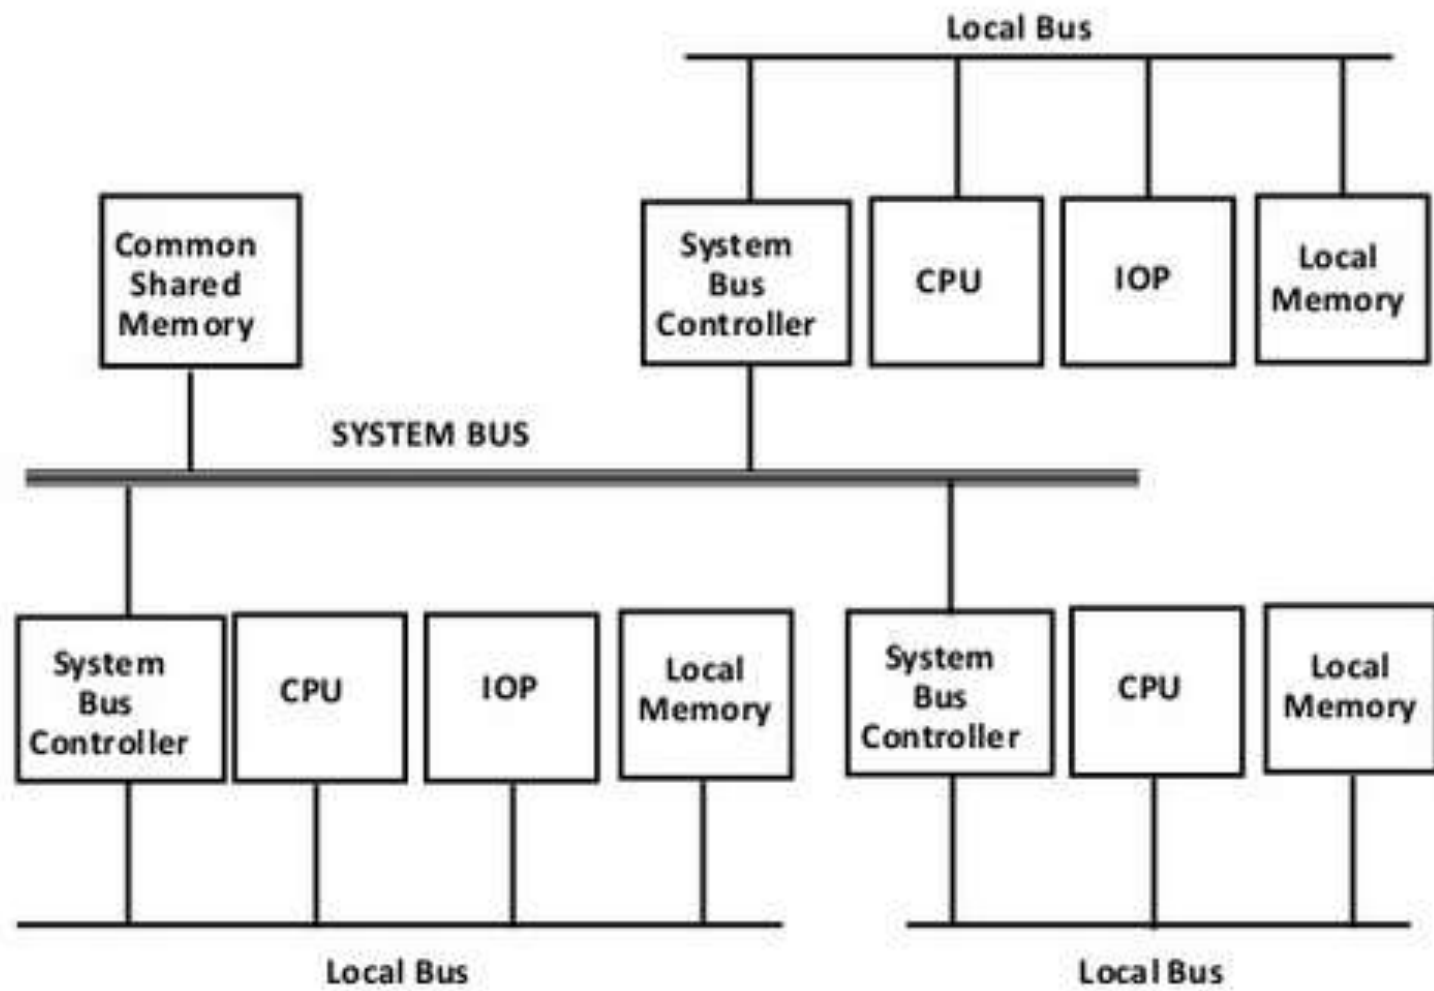 Local Bus
Common
Shared
Memory
System
Bus
Controller
CPU
IOP
Local
Memory
SYSTEM BUS
System
Bus
Controller
CPU
IOP
Local
Memory
System
Bus
Controller
CPU
Local
Memory
Local Bus
Local Bus